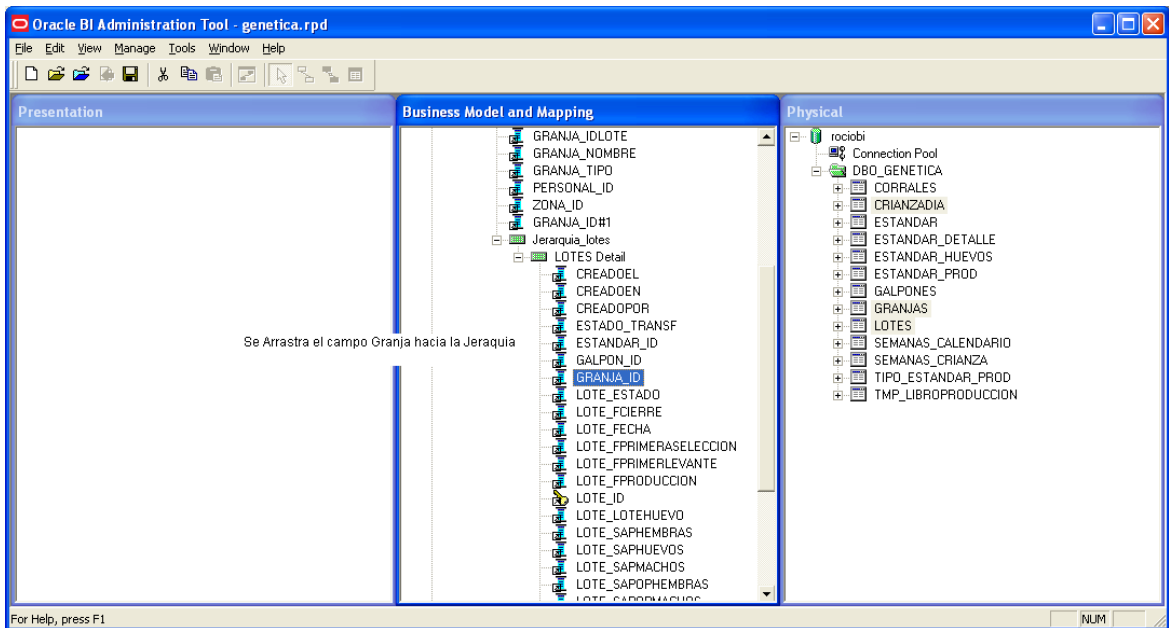 Oracle BI Administration Tool - genetica.rpd
File Edit View Manage Tools Window Help
Presentation
Business Model and Mapping
GRANJA_IDLOTE
GRANJA_NOMBRE
GRANJA_TIPO
PERSONAL_ID
ZONA_ID
GRANJA_ID#1
Jerarquia_lotes
LOTES Detail
CREADOEL
CREADOEN
CREADOPOR
ESTADO_TRANSF
Se Arrastra el campo Granja hacia la Jeraquia
ESTANDAR_ID
GALPON_ID
GRANJA_ID
LOTE_ESTADO
LOTE_FCIERRE
LOTE_FECHA
LOTE_FPRIMERASELECCION
LOTE_FPRIMERLEVANTE
LOTE_FPRODUCCION
LOTE_ID
LOTE_LOTEHUEVO
LOTE_SAPHEMBRAS
LOTE_SAPHUEVOS
LOTE_SAPMACHOS
LOTE_SAPOPHEMBRAS
Physical
rociobi
Connection Pool
DBO_GENETICA
CORRALES
CRIANZADIA
ESTANDAR
ESTANDAR_DETALLE
ESTANDAR_HUEVOS
ESTANDAR_PROD
GALPONES
GRANJAS
LOTES
SEMANAS_CALENDARIO
SEMANAS_CRIANZA
TIPO_ESTANDAR_PROD
TMP_LIBROPRODUCCION
For Help, press F1
NUM